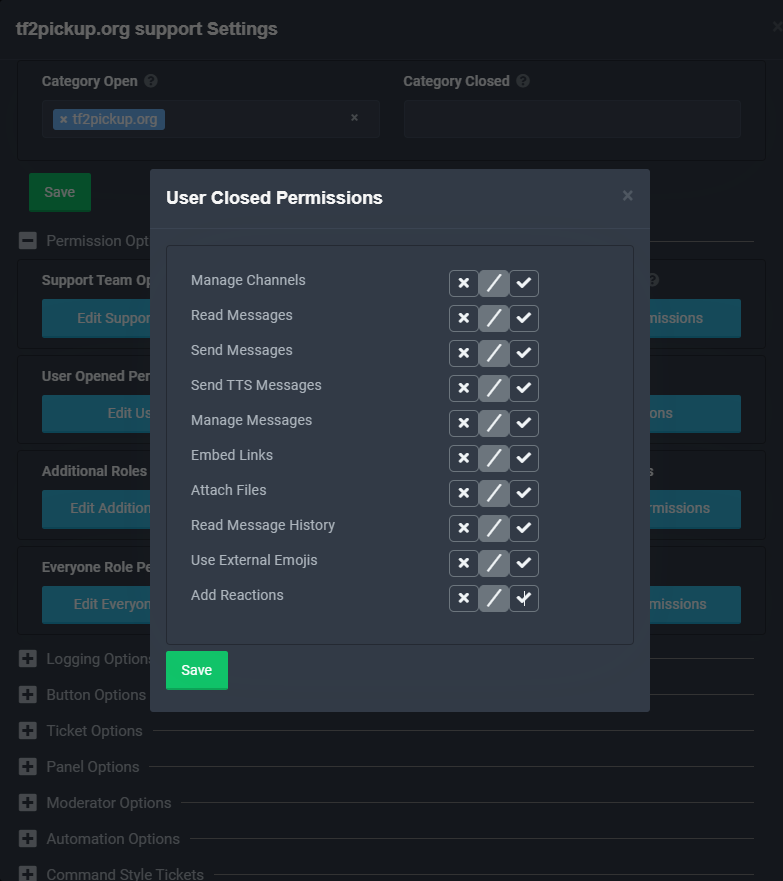 tf2pickup.org support Settings
Category Open
Category Closed
× tf2pickup.org ×
Save
User Closed Permissions
Permission Opt
Manage Channels
Support Team Op
Read Messages
Edit Suppor
missions
Send Messages
User Opened Per
Send TTS Messages
Edit Us
ons
Manage Messages
Embed Links
Additional Roles
s
Attach Files
Edit Addition
rmissions
Read Message History
Use External Emojis
Everyone Role Pe
Add Reactions
Edit Everyon
missions
Logging Option
Save
Button Options
Ticket Options
Panel Options
Moderator Options
Automation Options
Command Style Tickets